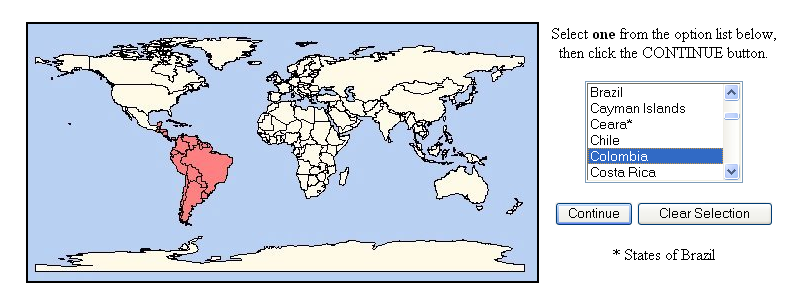 Select one from the option list below,
then click the CONTINUE button.
Brazil
Cayman Islands
Ceara*
Chile
Colombia
Costa Rica
Continue
Clear Selection
* States of Brazil